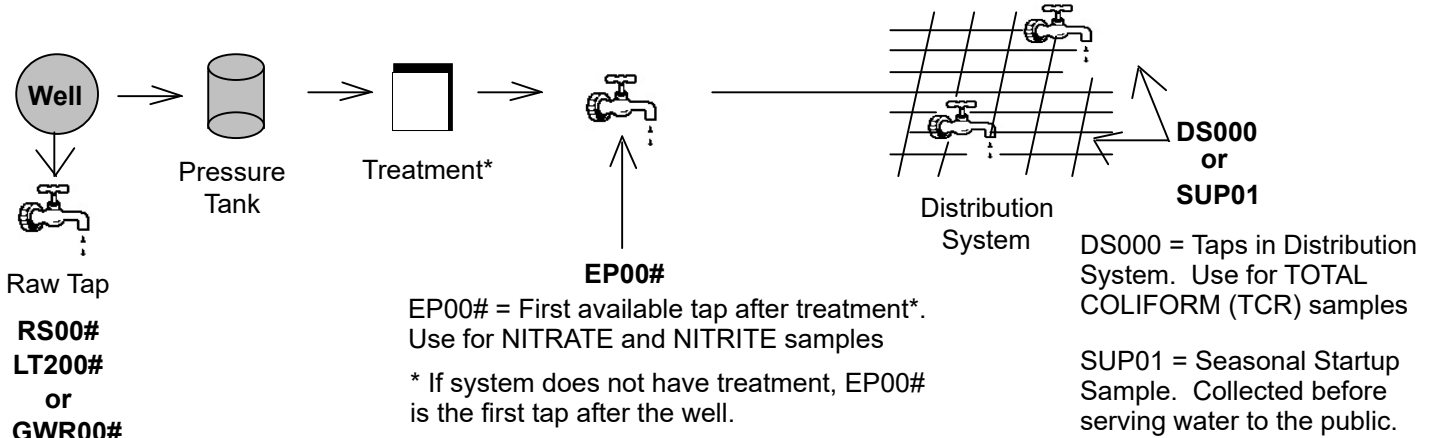 Well
Pressure
Tank
Treatment*
Raw Tap
RS00#
LT200#
or
GWR00#
EP00#
EP00# = First available tap after treatment*.
Use for NITRATE and NITRITE samples
* If system does not have treatment, EP00#
is the first tap after the well.
Distribution
System
DS000
or
SUP01
DS000 = Taps in Distribution
System. Use for TOTAL
COLIFORM (TCR) samples
SUP01 = Seasonal Startup
Sample. Collected before
serving water to the public.